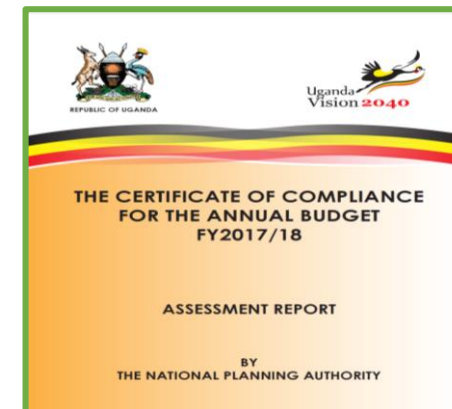 REPUBLIC OF UGANDA
Uganda
Vision 2040
THE CERTIFICATE OF COMPLIANCE
FOR THE ANNUAL BUDGET
FY2017/18
ASSESSMENT REPORT
BY
THE NATIONAL PLANNING AUTHORITY